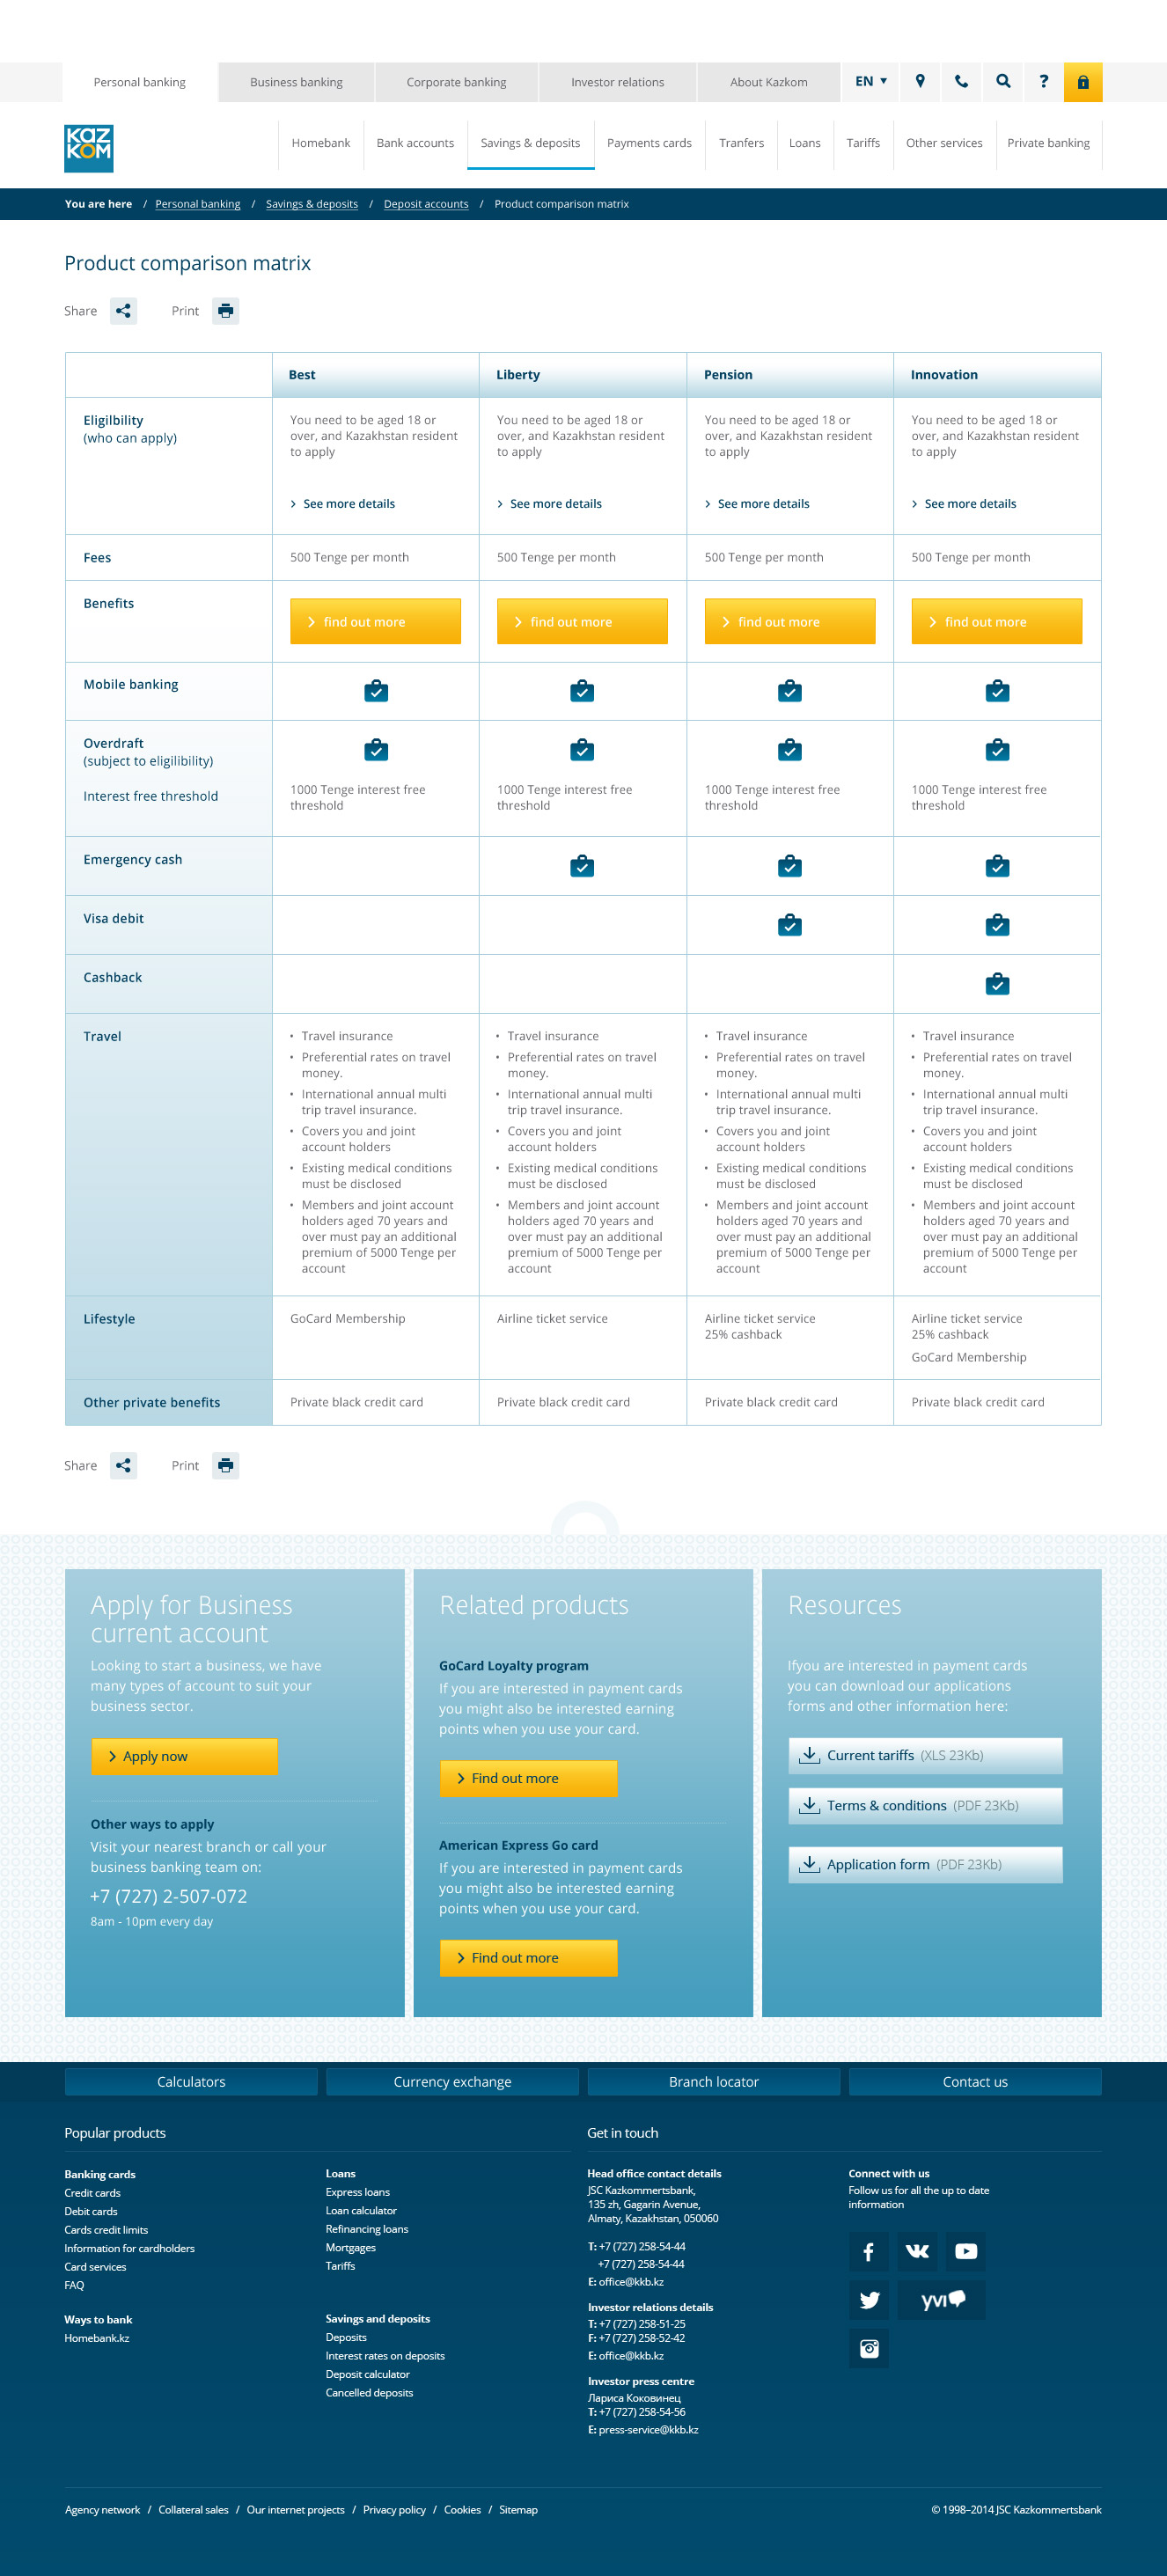 Personal banking
Business banking
Corporate banking
Investor relations
About Kazkom
EN
?
KAZ
KOM
Homebank
Bank accounts
Savings & deposits
Payments cards
Tranfers
Loans
Tariffs
Other services
Private banking
You are here / Personal banking / Savings & deposits / Deposit accounts / Product comparison matrix
Product comparison matrix
Share
Print
Best
Liberty
Pension
Innovation
Eligilbility
(who can apply)
You need to be aged 18 or
over, and Kazakhstan resident
to apply
See more details
You need to be aged 18 or
over, and Kazakhstan resident
to apply
See more details
You need to be aged 18 or
over, and Kazakhstan resident
to apply
See more details
You need to be aged 18 or
over, and Kazakhstan resident
to apply
See more details
Fees
500 Tenge per month
500 Tenge per month
500 Tenge per month
500 Tenge per month
Benefits
find out more
find out more
find out more
find out more
Mobile banking
Overdraft
(subject to eligilibility)
Interest free threshold
1000 Tenge interest free
threshold
1000 Tenge interest free
threshold
1000 Tenge interest free
threshold
1000 Tenge interest free
threshold
Emergency cash
Visa debit
Cashback
Travel
• Travel insurance
• Preferential rates on travel
money.
• International annual multi
trip travel insurance.
• Covers you and joint
account holders
• Existing medical conditions
must be disclosed
• Members and joint account
holders aged 70 years and
over must pay an additional
premium of 5000 Tenge per
account
• Travel insurance
• Preferential rates on travel
money.
• International annual multi
trip travel insurance.
• Covers you and joint
account holders
• Existing medical conditions
must be disclosed
• Members and joint account
holders aged 70 years and
over must pay an additional
premium of 5000 Tenge per
account
• Travel insurance
• Preferential rates on travel
money.
• International annual multi
trip travel insurance.
• Covers you and joint
account holders
• Existing medical conditions
must be disclosed
• Members and joint account
holders aged 70 years and
over must pay an additional
premium of 5000 Tenge per
account
• Travel insurance
• Preferential rates on travel
money.
• International annual multi
trip travel insurance.
• Covers you and joint
account holders
• Existing medical conditions
must be disclosed
• Members and joint account
holders aged 70 years and
over must pay an additional
premium of 5000 Tenge per
account
Lifestyle
GoCard Membership
Airline ticket service
Airline ticket service
25% cashback
Airline ticket service
25% cashback
GoCard Membership
Other private benefits
Private black credit card
Private black credit card
Private black credit card
Private black credit card
Share
Print
Apply for Business
current account
Looking to start a business, we have
many types of account to suit your
business sector.
Apply now
Other ways to apply
Visit your nearest branch or call your
business banking team on:
+7 (727) 2-507-072
8am - 10pm every day
Related products
GoCard Loyalty program
If you are interested in payment cards
you might also be interested earning
points when you use your card.
Find out more
American Express Go card
If you are interested in payment cards
you might also be interested earning
points when you use your card.
Find out more
Resources
Ifyou are interested in payment cards
you can download our applications
forms and other information here:
Current tariffs (XLS 23Kb)
Terms & conditions (PDF 23Kb)
Application form (PDF 23Kb)
Calculators
Currency exchange
Branch locator
Contact us
Popular products
Banking cards
Credit cards
Debit cards
Cards credit limits
Information for cardholders
Card services
FAQ
Ways to bank
Homebank.kz
Loans
Express loans
Loan calculator
Refinancing loans
Mortgages
Tariffs
Savings and deposits
Deposits
Interest rates on deposits
Deposit calculator
Cancelled deposits
Get in touch
Head office contact details
JSC Kazkommertsbank,
135 zh, Gagarin Avenue,
Almaty, Kazakhstan, 050060
T: +7 (727) 258-54-44
+7 (727) 258-54-44
E: office@kkb.kz
Investor relations details
T: +7 (727) 258-51-25
F: +7 (727) 258-52-42
E: office@kkb.kz
Investor press centre
Лариса Коковинец
T: +7 (727) 258-54-56
E: press-service@kkb.kz
Connect with us
Follow us for all the up to date
information
yvi
Agency network / Collateral sales / Our internet projects / Privacy policy / Cookies / Sitemap
© 1998–2014 JSC Kazkommertsbank